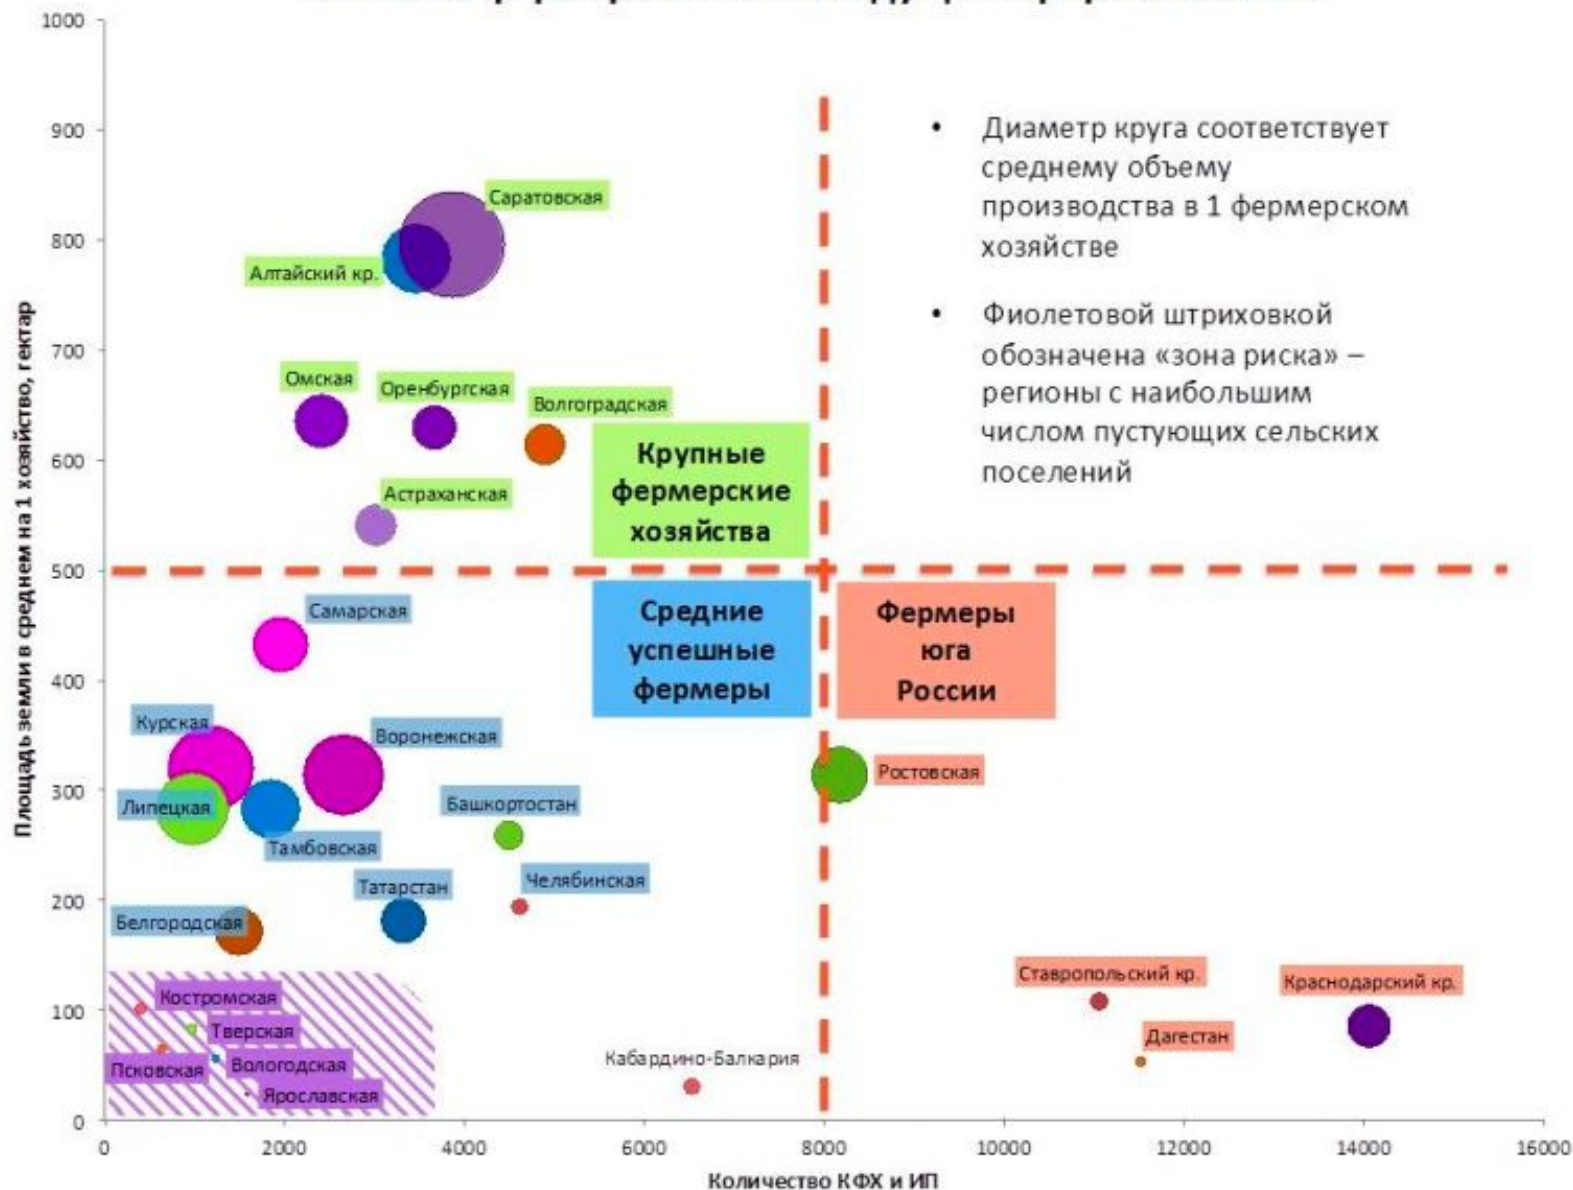 1000
900
800
700
600
500
400
300
200
100
0
Площадь земли в среднем на 1 хозяйство, гектар
0
2000
4000
6000
8000
10000
12000
14000
16000
Количество КФХ и ИП
• Диаметр круга соответствует
среднему объему
производства в 1 фермерском
хозяйстве
• Фиолетовой штриховкой
обозначена «зона риска» –
регионы с наибольшим
числом пустующих сельских
поселений
Саратовская
Алтайский кр.
Омская
Оренбургская
Волгоградская
Астраханская
Крупные
фермерские
хозяйства
Средние
успешные
фермеры
Фермеры
юга
России
Самарская
Курская
Воронежская
Липецкая
Башкортостан
Тамбовская
Татарстан
Челябинская
Белгородская
Ростовская
Костромская
Тверская
Псковская
Вологодская
Ярославская
Кабардино-Балкария
Ставропольский кр.
Дагестан
Краснодарский кр.